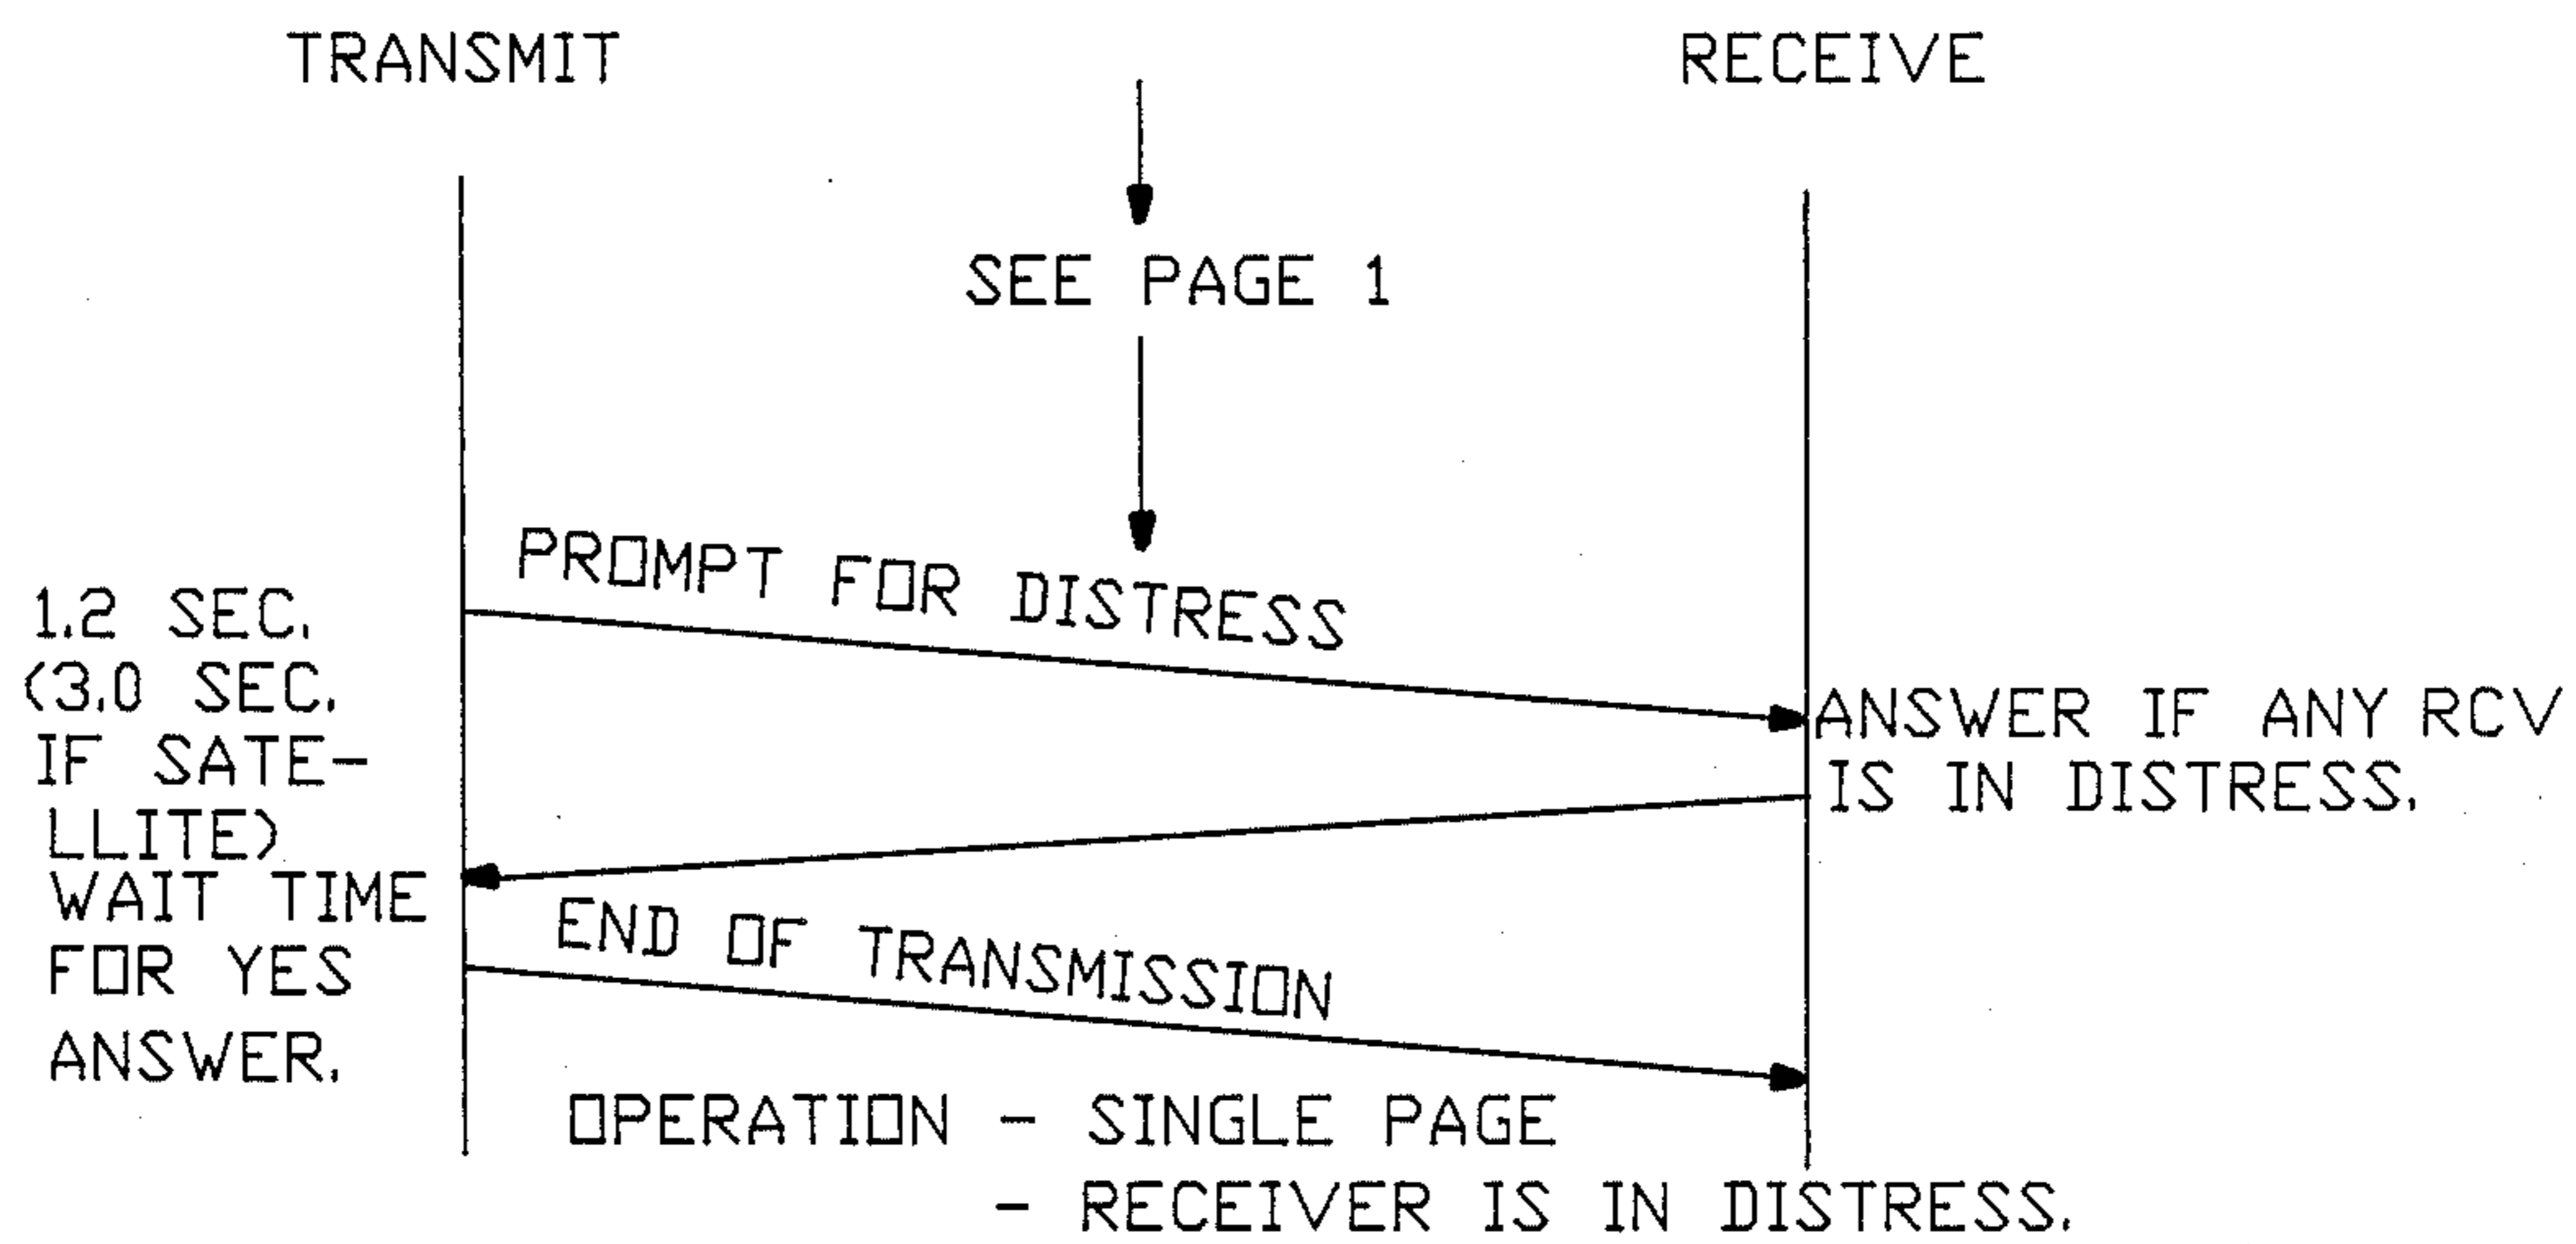 TRANSMIT
RECEIVE
SEE PAGE 1
PROMPT FOR DISTRESS
1.2 SEC.
(3.0 SEC.
IF SATE-
LLITE)
WAIT TIME
FOR YES
ANSWER.
ANSWER IF ANY RCV
IS IN DISTRESS.
END OF TRANSMISSION
OPERATION - SINGLE PAGE
- RECEIVER IS IN DISTRESS.